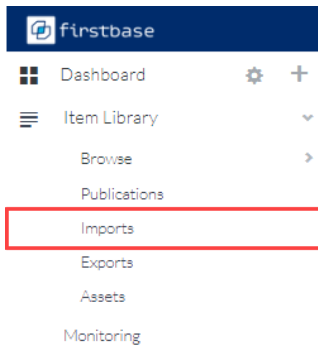 firstbase
Dashboard
Item Library
Browse
Publications
Imports
Exports
Assets
Monitoring